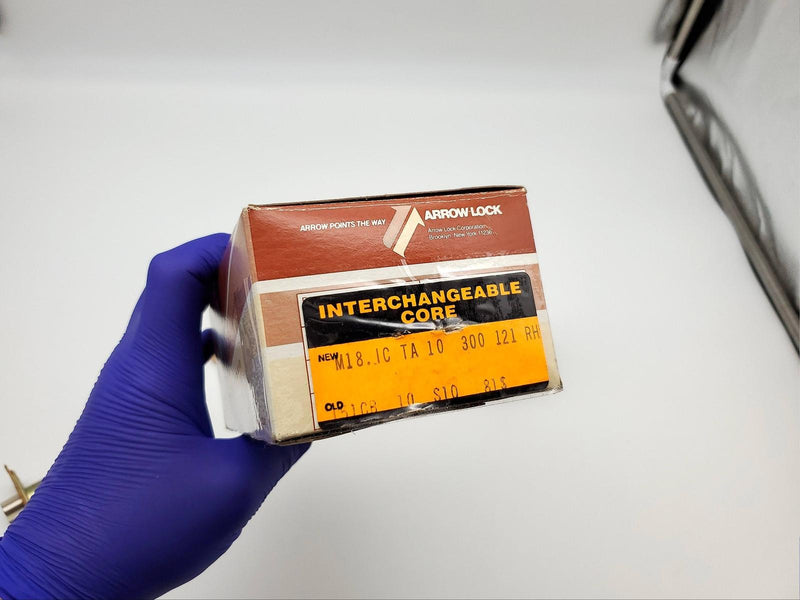 ARROW POINTS THE WAY
ARROW LOCK
Arrow Lock Corporation
Brooklyn, New York 11236
INTERCHANGEABLE
CORE
NEW M18.IC TA 10 300 121 RH
OLD 151CB 10 S10 81S